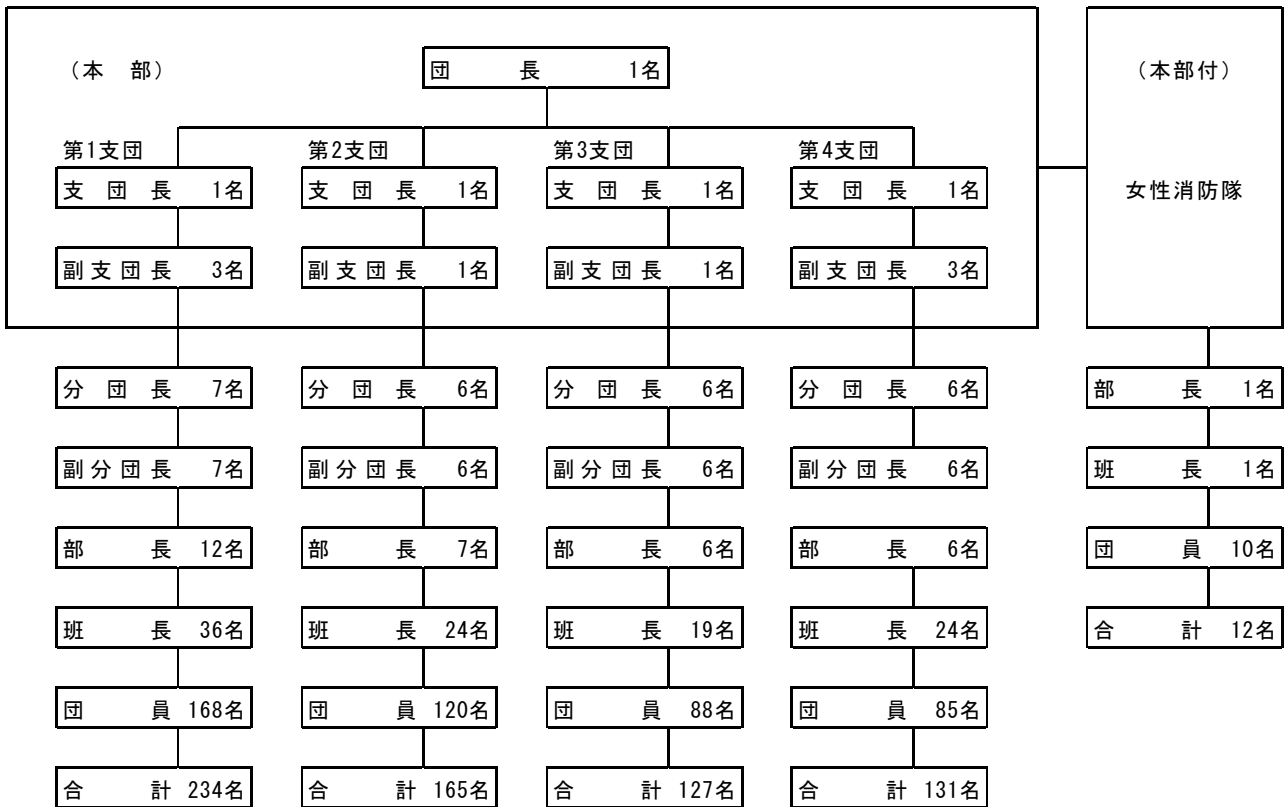 （本　部）　団　長　1名　（本部付）
第1支団　第2支団　第3支団　第4支団
支　団　長　1名　支　団　長　1名　支　団　長　1名　支　団　長　1名　女性消防隊
副支団長　3名　副支団長　1名　副支団長　1名　副支団長　3名
分　団　長　7名　分　団　長　6名　分　団　長　6名　分　団　長　6名　部　長　1名
副分団長　7名　副分団長　6名　副分団長　6名　副分団長　6名　班　長　1名
部　長　12名　部　長　7名　部　長　6名　部　長　6名　団　員　10名
班　長　36名　班　長　24名　班　長　19名　班　長　24名　合　計　12名
団　員　168名　団　員　120名　団　員　88名　団　員　85名
合　計　234名　合　計　165名　合　計　127名　合　計　131名